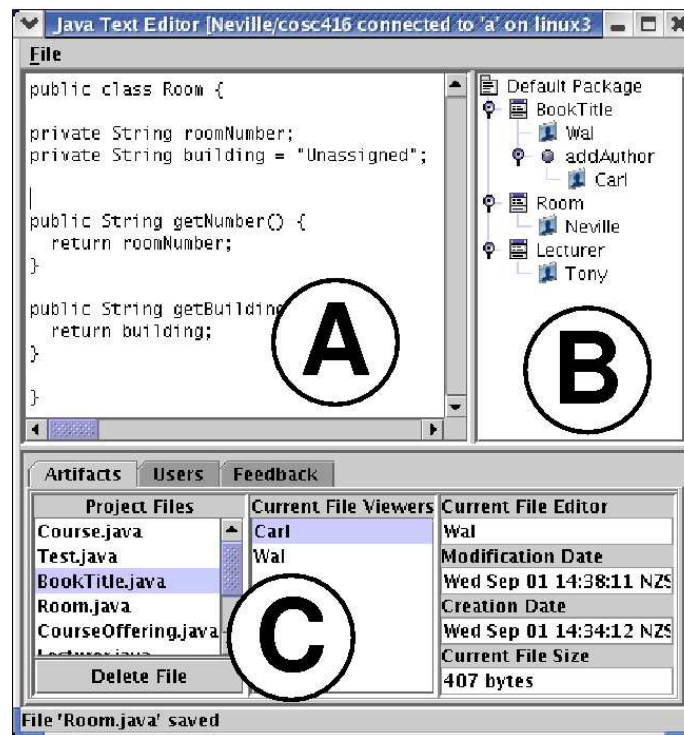 Java Text Editor [Neville/cosc416 connected to 'a' on linux3
File
public class Room {
private String roomNumber;
private String building = "Unassigned";
public String getNumber() {
return roomNumber;
}
public String getBuilding
return building;
}
}
A
Default Package
BookTitle
Wal
addAuthor
Carl
Room
Neville
Lecturer
Tony
B
Artifacts Users Feedback
Project Files
Course.java
Test.java
BookTitle.java
Room.java
CourseOffering.java
Lecturer.java
Delete File
Current File Viewers
Carl
Wal
C
Current File Editor
Wal
Modification Date
Wed Sep 01 14:38:11 NZS
Creation Date
Wed Sep 01 14:34:12 NZS
Current File Size
407 bytes
File 'Room.java' saved